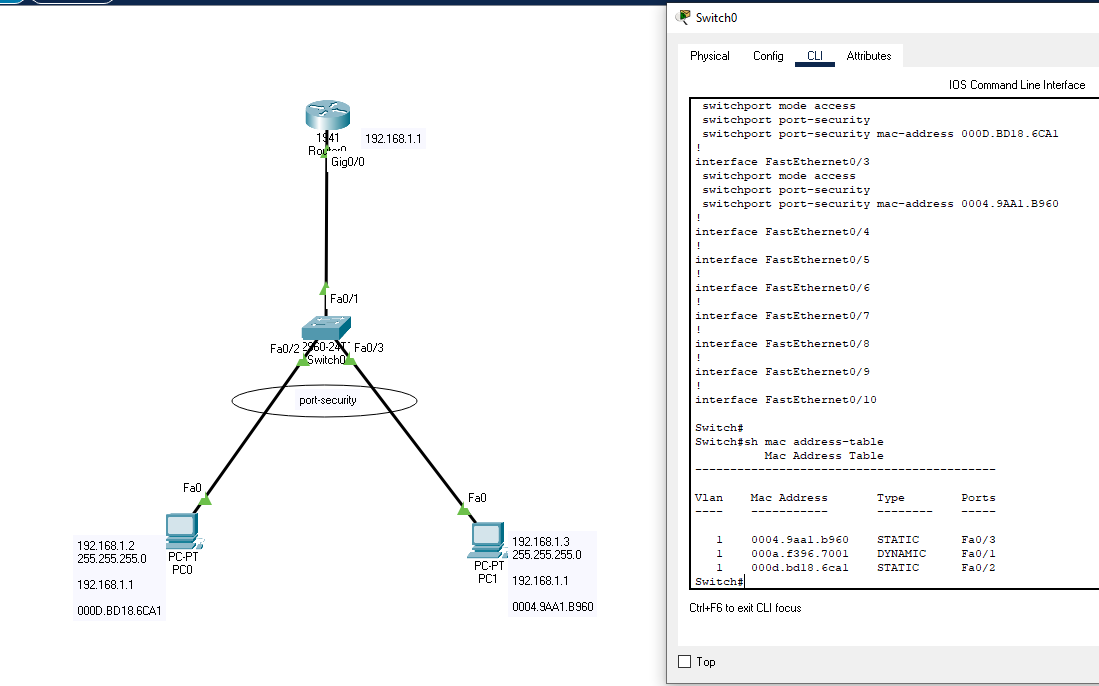 1941
Router0
192.168.1.1
Gig0/0
Fa0/1
Fa0/2
2960-24TT
Switch0
Fa0/3
port-security
Fa0
Fa0
192.168.1.2
255.255.255.0
192.168.1.1
000D.BD18.6CA1
PC-PT
PC0
PC-PT
PC1
192.168.1.3
255.255.255.0
192.168.1.1
0004.9AA1.B960
Switch0
Physical Config CLI Attributes
IOS Command Line Interface
switchport mode access
switchport port-security
switchport port-security mac-address 000D.BD18.6CA1
!
interface FastEthernet0/3
switchport mode access
switchport port-security
switchport port-security mac-address 0004.9AA1.B960
!
interface FastEthernet0/4
!
interface FastEthernet0/5
!
interface FastEthernet0/6
!
interface FastEthernet0/7
!
interface FastEthernet0/8
!
interface FastEthernet0/9
!
interface FastEthernet0/10
Switch#
Switch#sh mac address-table
Mac Address Table
-------------------------------------------
Vlan Mac Address Type Ports
---- ----------- -------- -----
1 0004.9aa1.b960 STATIC Fa0/3
1 000a.f396.7001 DYNAMIC Fa0/1
1 000d.bd18.6ca1 STATIC Fa0/2
Switch#
Ctrl+F6 to exit CLI focus
Top